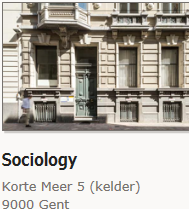 Sociology
Korte Meer 5 (kelder)
9000 Gent